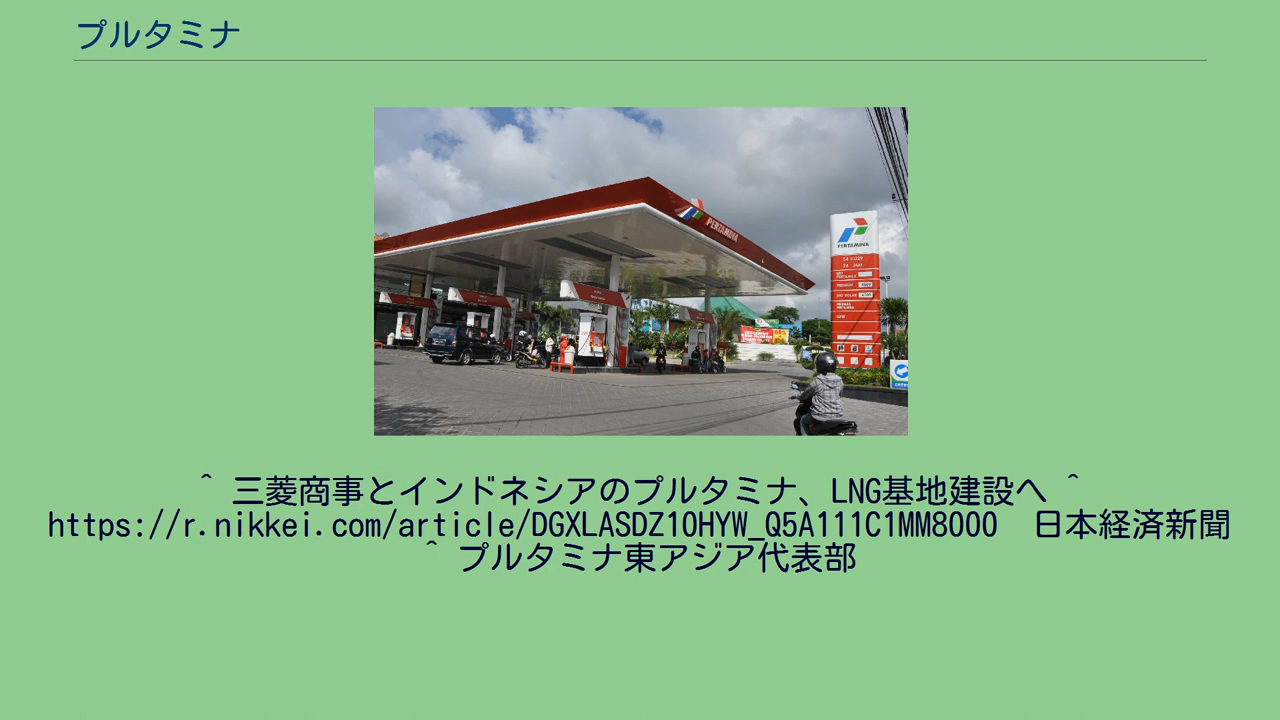 プルタミナ
PERTAMINA
PERTAMINA
^ 三菱商事とインドネシアのプルタミナ、LNG基地建設へ ^
https://r.nikkei.com/article/DGXLASDZ10HYW_Q5A111C1MM8000　日本経済新聞
^ プルタミナ東アジア代表部